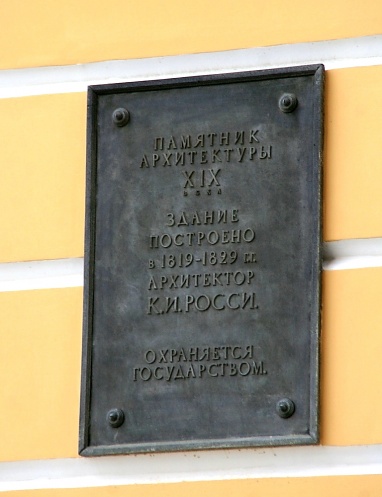 ПАМЯТНИК
АРХИТЕКТУРЫ
XIX
ВЕКА
ЗДАНИЕ
ПОСТРОЕНО
в 1819-1829 гг.
АРХИТЕКТОР
К.И.РОССИ.
ОХРАНЯЕТСЯ
ГОСУДАРСТВОМ.